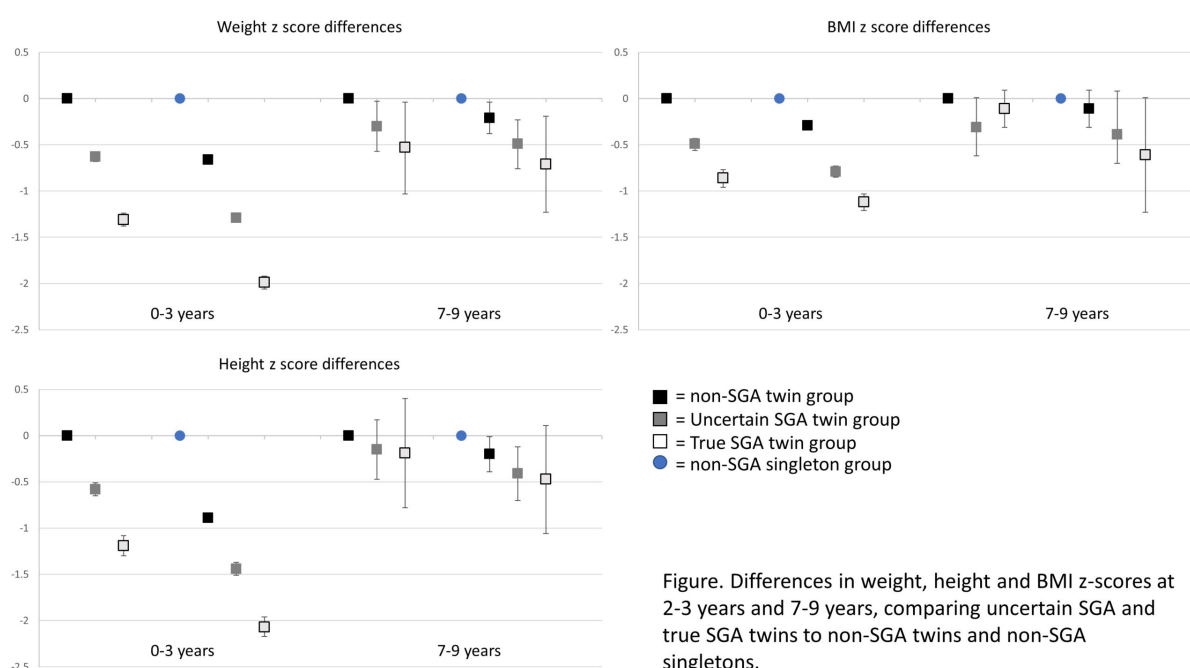 Weight z score differences
0.5
0
-0.5
-1
-1.5
-2
-2.5
0-3 years
7-9 years
BMI z score differences
0.5
0
-0.5
-1
-1.5
-2
-2.5
0-3 years
7-9 years
Height z score differences
0.5
0
-0.5
-1
-1.5
-2
-2.5
0-3 years
7-9 years
= non-SGA twin group
= Uncertain SGA twin group
= True SGA twin group
= non-SGA singleton group
Figure. Differences in weight, height and BMI z-scores at
2-3 years and 7-9 years, comparing uncertain SGA and
true SGA twins to non-SGA twins and non-SGA
singletons.